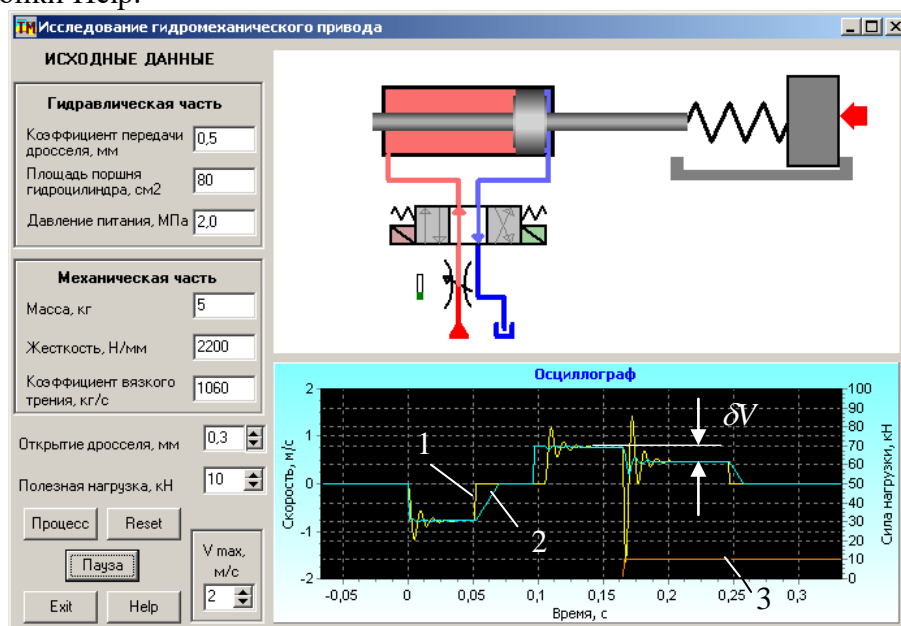 Help.
Исследование гидромеханического привода
ИСХОДНЫЕ ДАННЫЕ
Гидравлическая часть
Коэффициент передачи
дросселя, мм
0,5
Площадь поршня
гидроцилиндра, см2
80
Давление питания, МПа
2,0
Механическая часть
Масса, кг
5
Жесткость, Н/мм
2200
Коэффициент вязкого
трения, кг/с
1060
Открытие дросселя, мм
0,3
Полезная нагрузка, кН
10
Процесс
Reset
Пауза
Exit
Help
V max,
м/с
2
Осциллограф
Скорость, м/с
2
1
0
-1
-2
100
90
80
70
60
50
40
30
20
10
0
Сила нагрузки, кН
1
2
δV
3
-0,05
0
0,05
0,1
0,15
0,2
0,25
0,3
Время, с